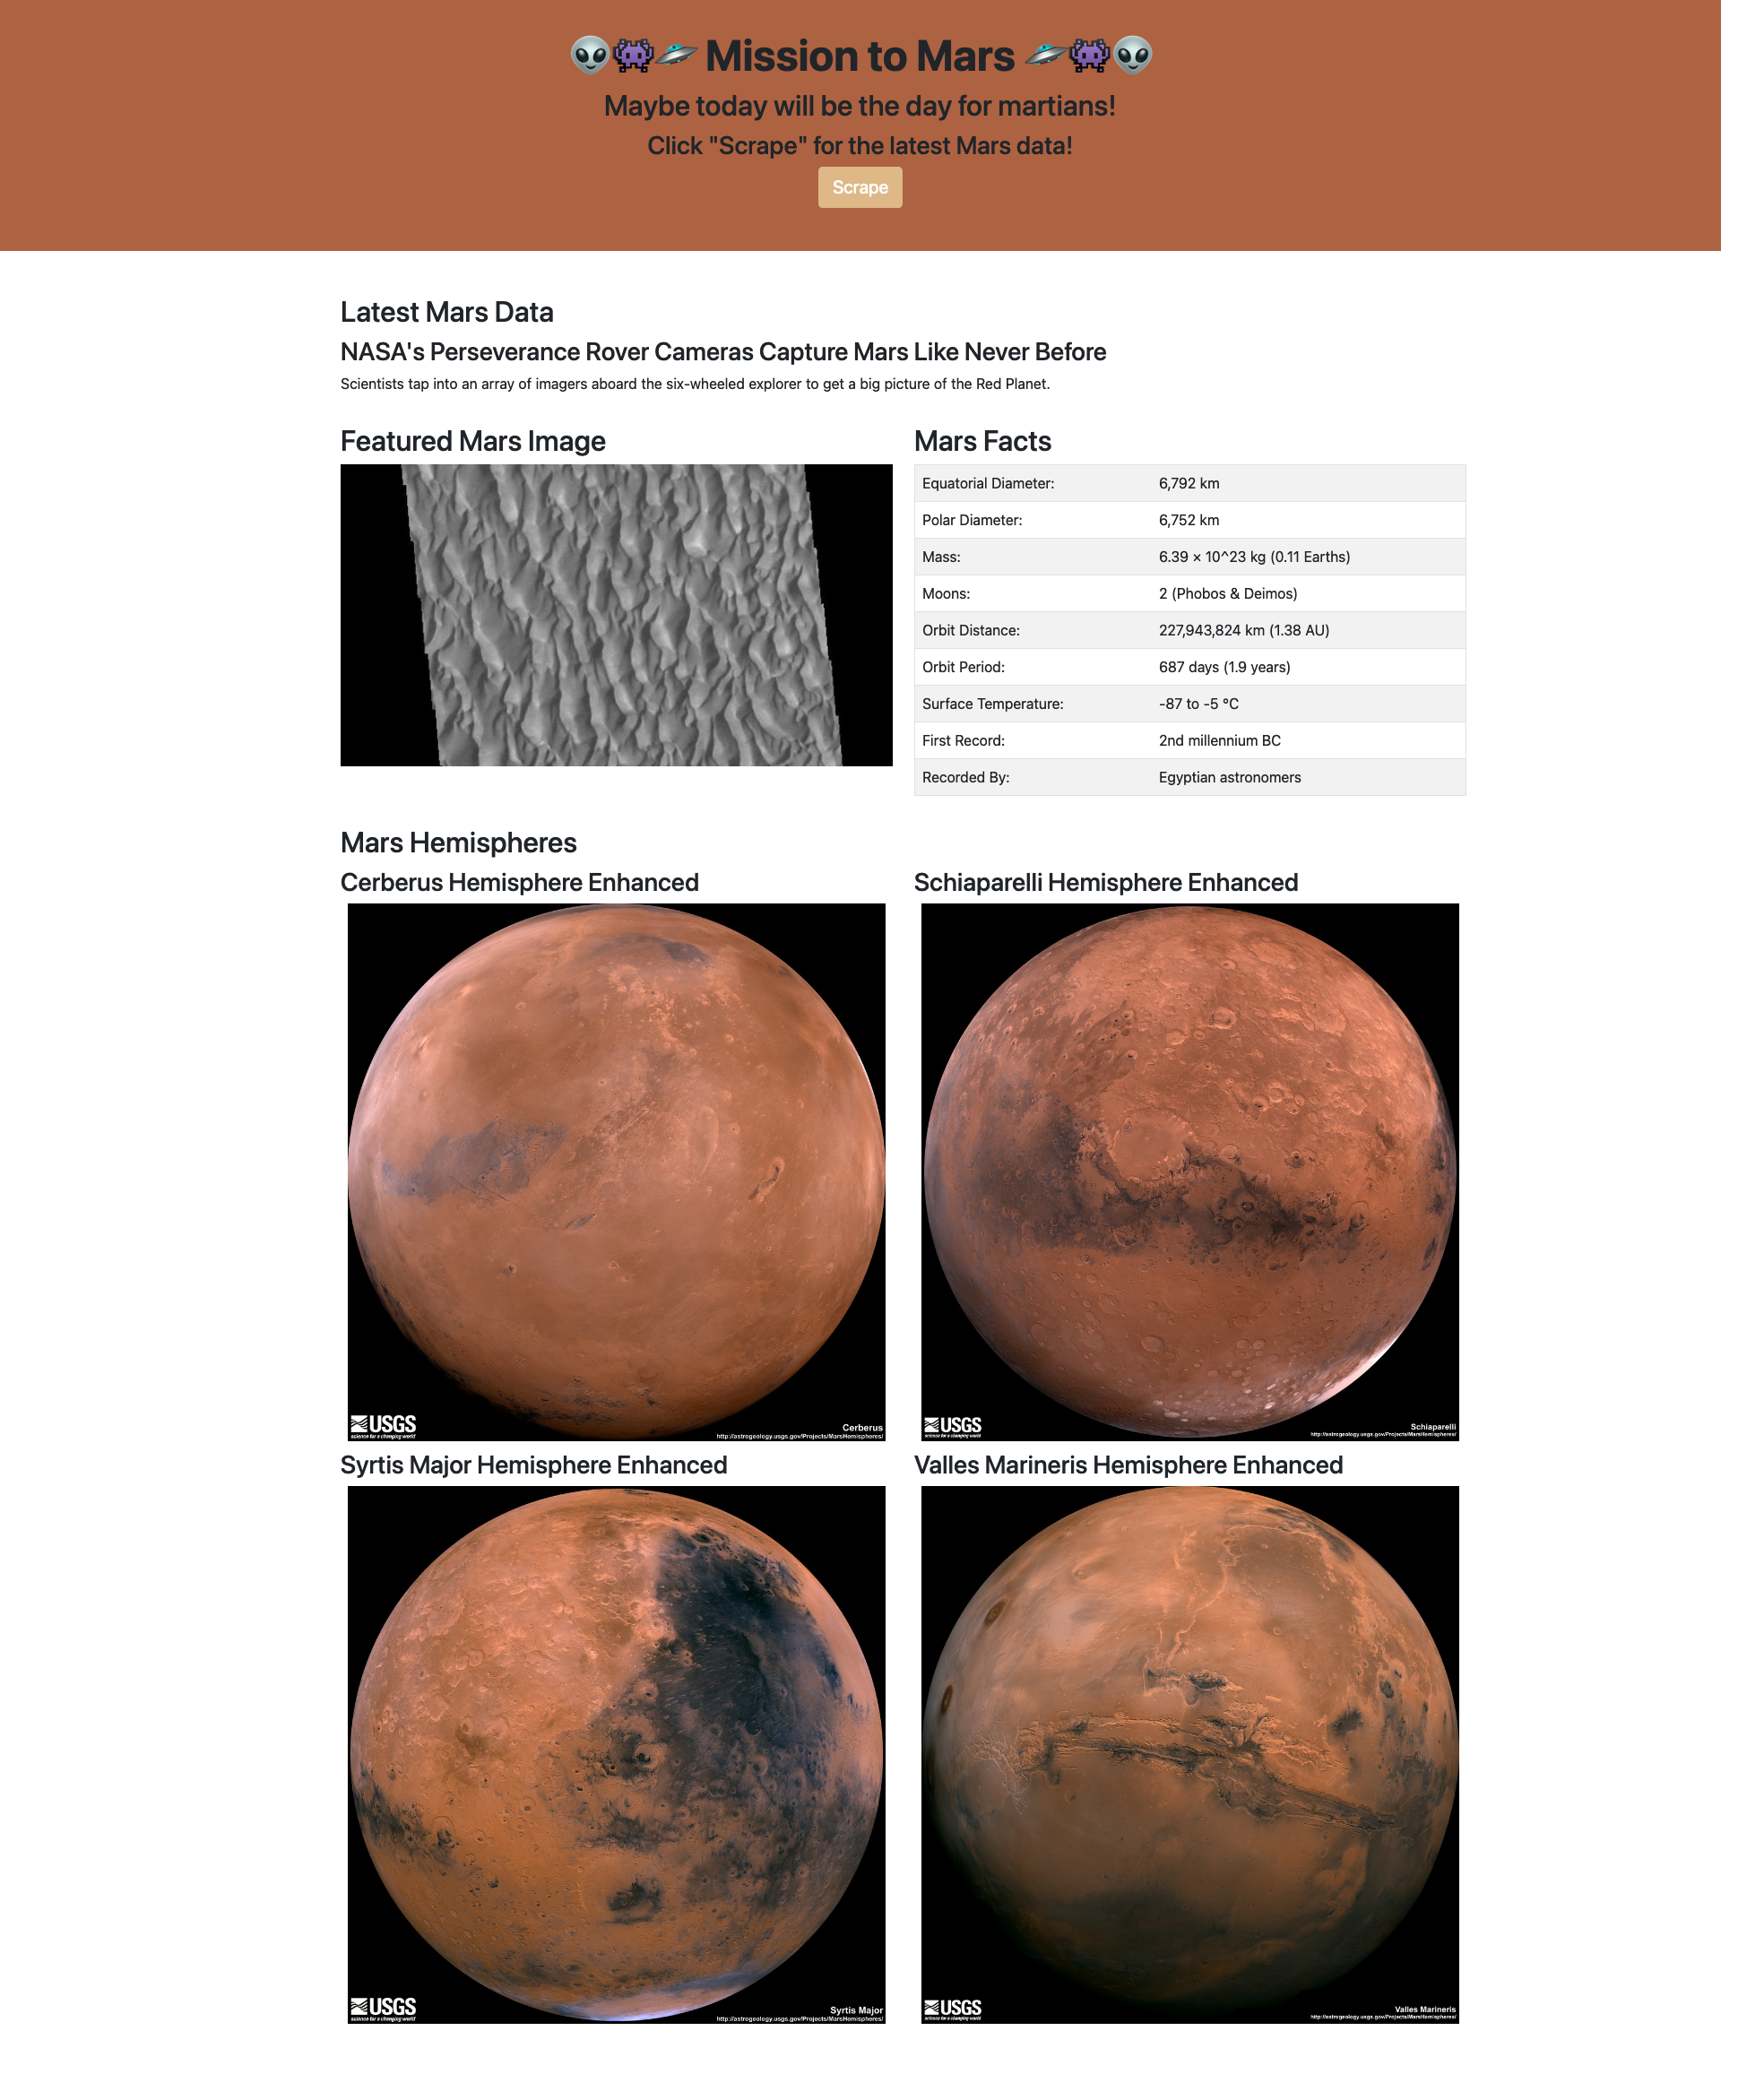 Mission to Mars
Maybe today will be the day for martians!
Click "Scrape" for the latest Mars data!
Scrape
Latest Mars Data
NASA's Perseverance Rover Cameras Capture Mars Like Never Before
Scientists tap into an array of imagers aboard the six-wheeled explorer to get a big picture of the Red Planet.
Featured Mars Image
Mars Facts
Equatorial Diameter: 6,792 km
Polar Diameter: 6,752 km
Mass: 6.39 × 10^23 kg (0.11 Earths)
Moons: 2 (Phobos & Deimos)
Orbit Distance: 227,943,824 km (1.38 AU)
Orbit Period: 687 days (1.9 years)
Surface Temperature: -87 to -5 °C
First Record: 2nd millennium BC
Recorded By: Egyptian astronomers
Mars Hemispheres
Cerberus Hemisphere Enhanced
USGS
science for a changing world
Cerberus
http://astrogeology.usgs.gov/Projects/MarsHemispheres/
Schiaparelli Hemisphere Enhanced
USGS
science for a changing world
Schiaparelli
http://astrogeology.usgs.gov/Projects/MarsHemispheres/
Syrtis Major Hemisphere Enhanced
USGS
science for a changing world
Syrtis Major
http://astrogeology.usgs.gov/Projects/MarsHemispheres/
Valles Marineris Hemisphere Enhanced
USGS
science for a changing world
Valles Marineris
http://astrogeology.usgs.gov/Projects/MarsHemispheres/